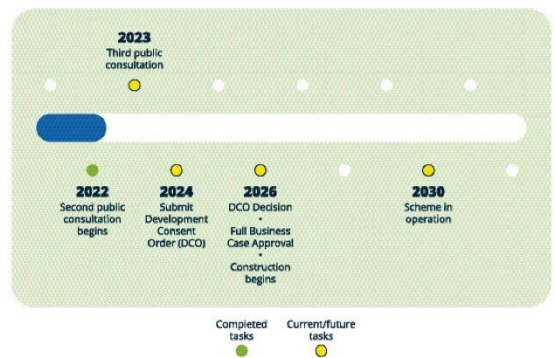 2023
Third public
consultation
2022
Second public
consultation
begins
2024
Submit
Development
Consent
Order (DCO)
2026
DCO Decision
•
Full Business
Case Approval
•
Construction
begins
2030
Scheme in
operation
Completed
tasks
Current/future
tasks